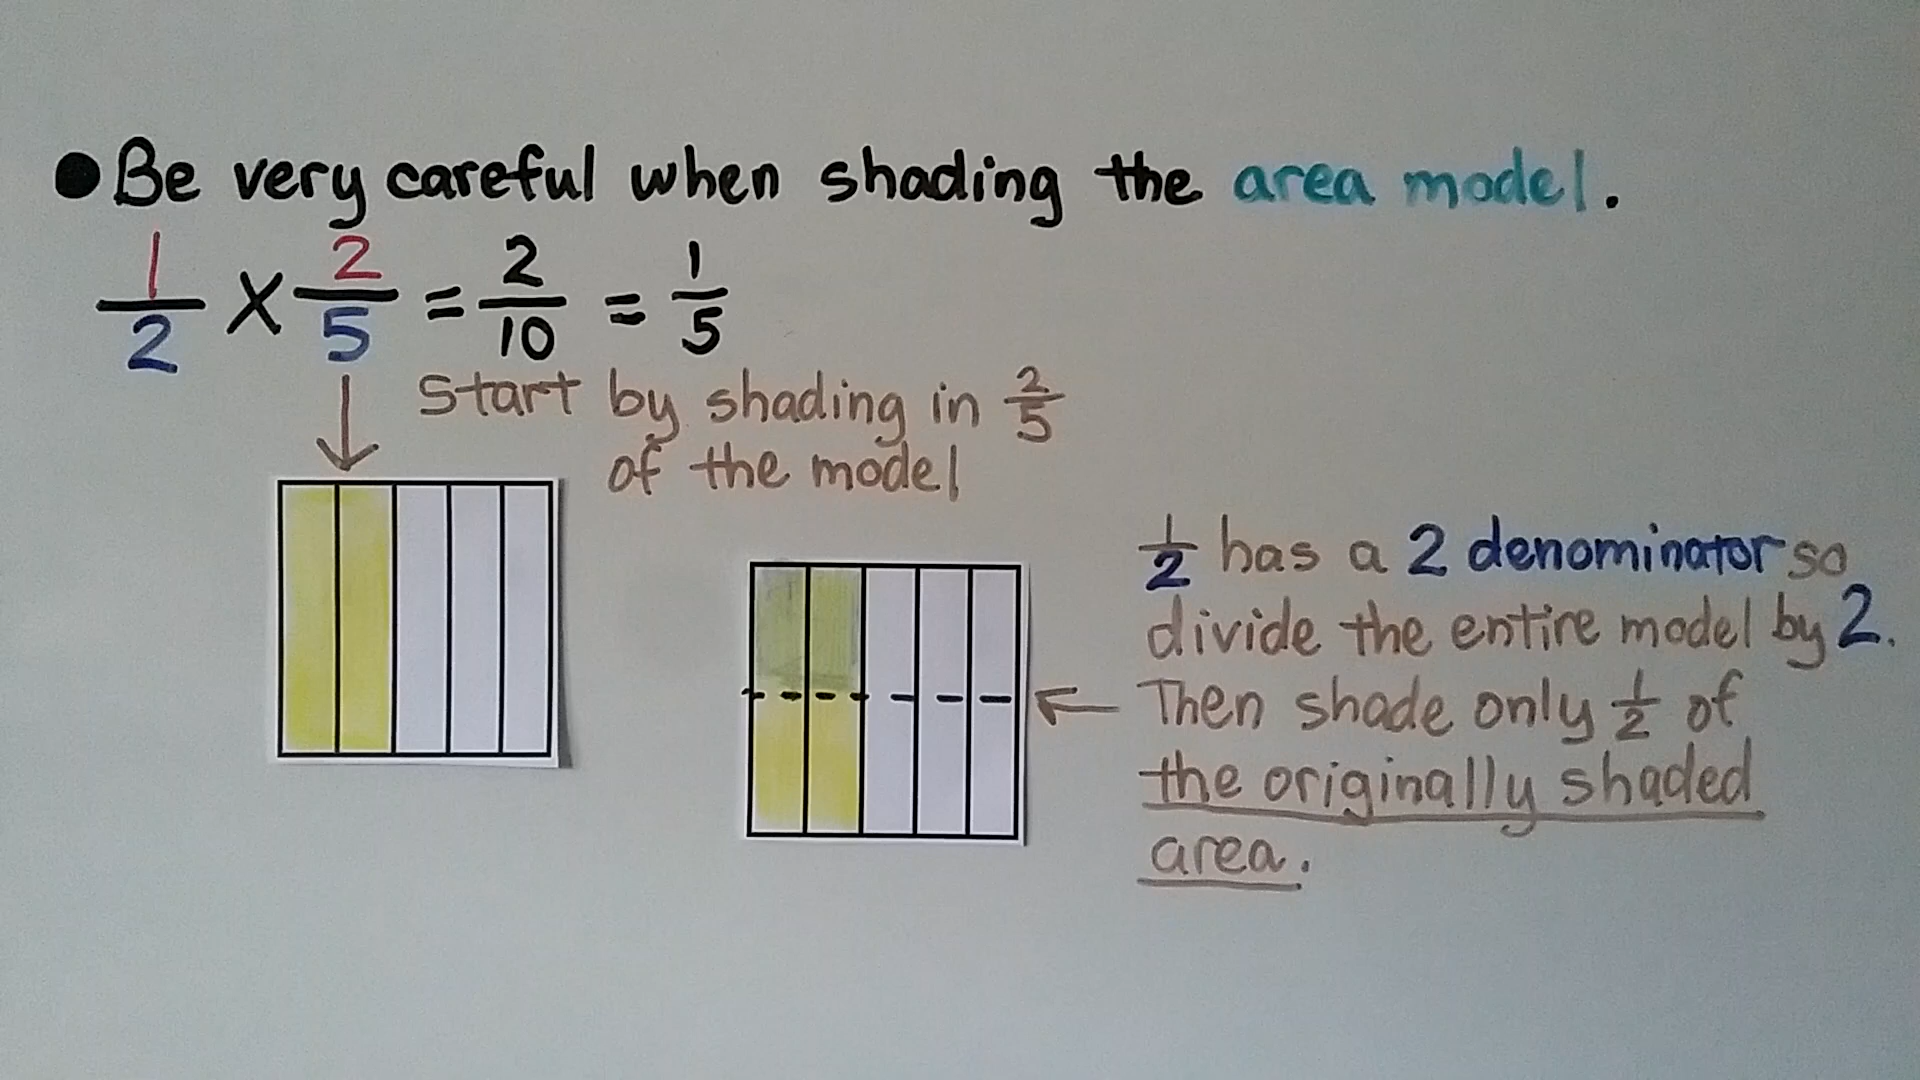 ● Be very careful when shading the area model.
1/2 × 2/5 = 2/10 = 1/5
Start by shading in 2/5
of the model
1/2 has a 2 denominator so
divide the entire model by 2.
Then shade only 1/2 of
the originally shaded
area.